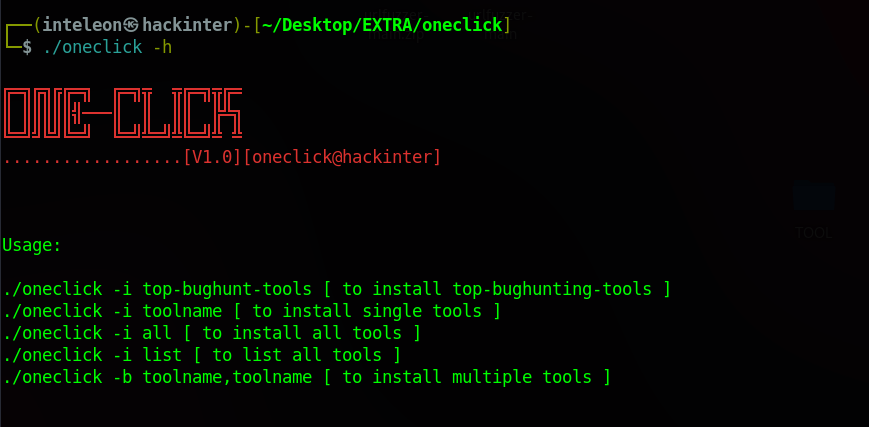 (inteleon㉿hackinter)-[~/Desktop/EXTRA/oneclick]
$ ./oneclick -h
ONE-CLICK
..................[V1.0][oneclick@hackinter]
Usage:
./oneclick -i top-bughunt-tools [ to install top-bughunting-tools ]
./oneclick -i toolname [ to install single tools ]
./oneclick -i all [ to install all tools ]
./oneclick -i list [ to list all tools ]
./oneclick -b toolname,toolname [ to install multiple tools ]
TOOL